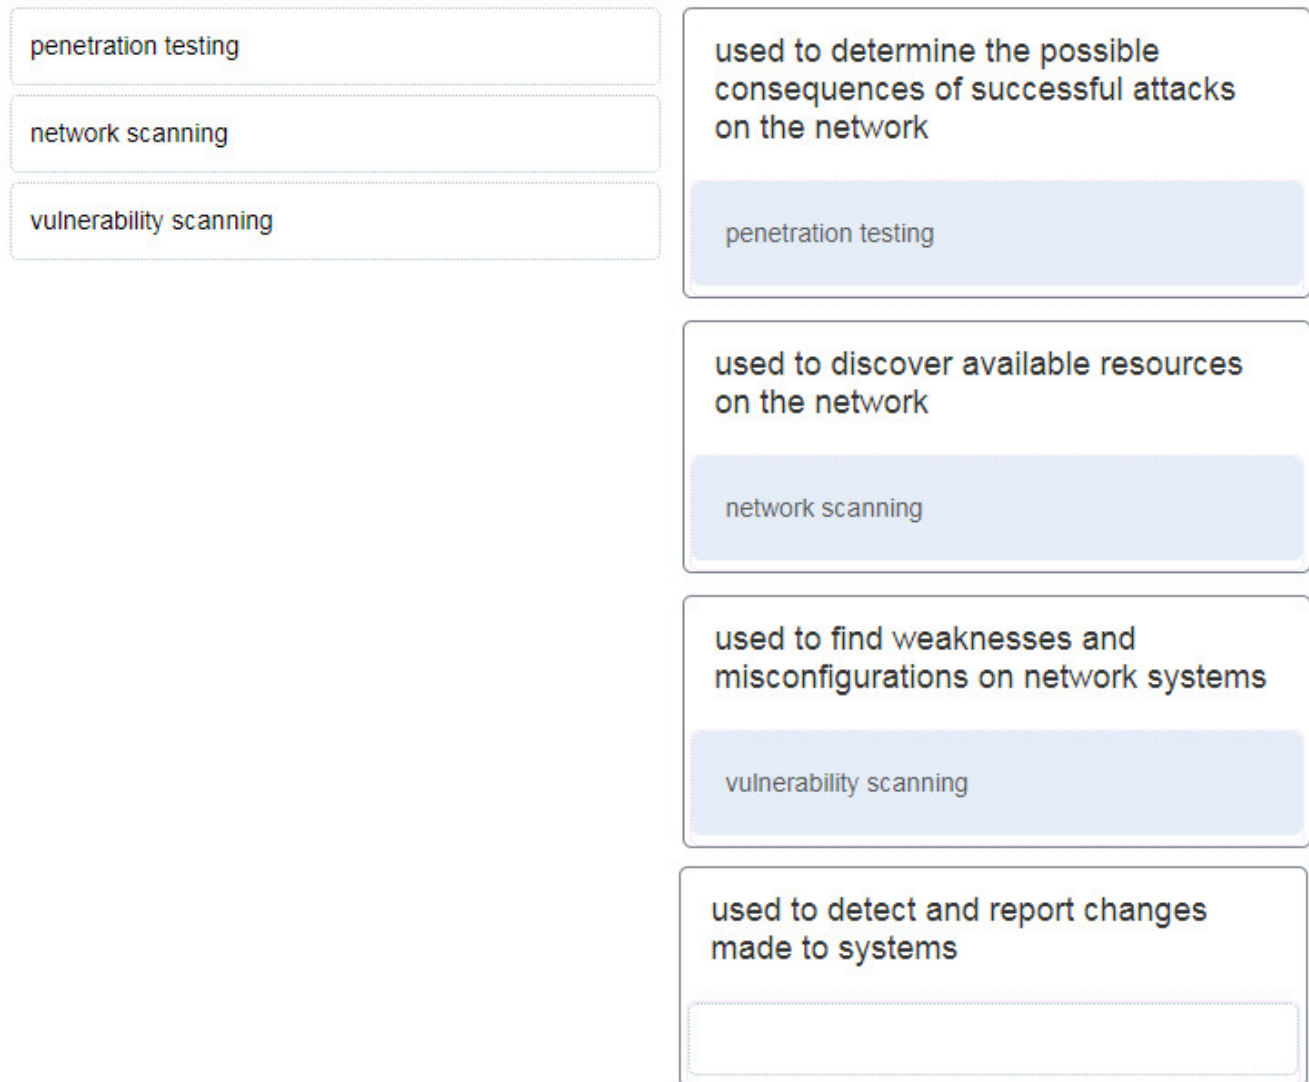 penetration testing
network scanning
vulnerability scanning
used to determine the possible
consequences of successful attacks
on the network
penetration testing
used to discover available resources
on the network
network scanning
used to find weaknesses and
misconfigurations on network systems
vulnerability scanning
used to detect and report changes
made to systems